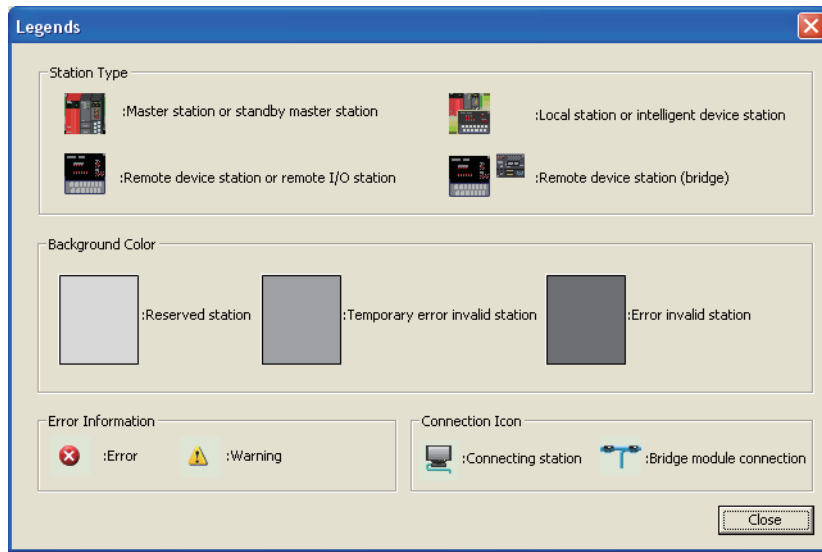 Legends
Station Type
:Master station or standby master station
:Local station or intelligent device station
:Remote device station or remote I/O station
:Remote device station (bridge)
Background Color
:Reserved station
:Temporary error invalid station
:Error invalid station
Error Information
:Error
:Warning
Connection Icon
:Connecting station
:Bridge module connection
Close